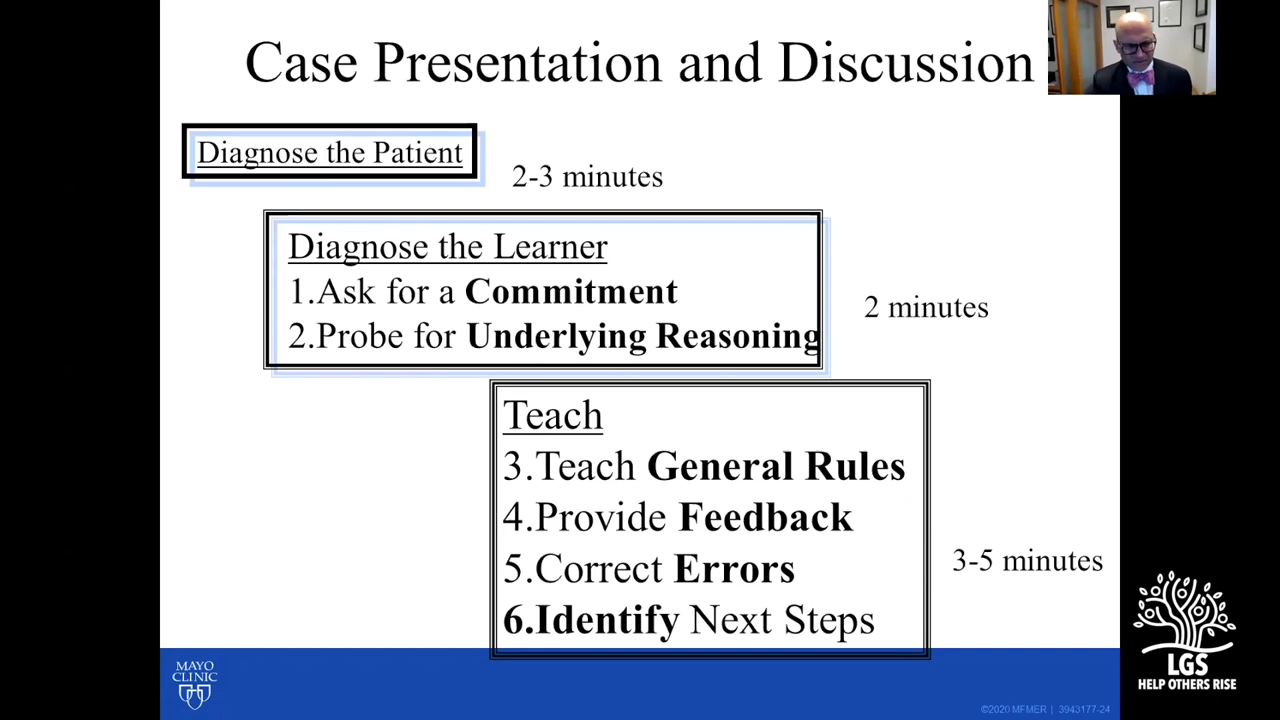 Case Presentation and Discussion
Diagnose the Patient
2-3 minutes
Diagnose the Learner
1.Ask for a Commitment
2.Probe for Underlying Reasoning
2 minutes
Teach
3.Teach General Rules
4.Provide Feedback
5.Correct Errors
6.Identify Next Steps
3-5 minutes
MAYO
CLINIC
©2020 MFMER | 3943177-24
LGS
HELP OTHERS RISE